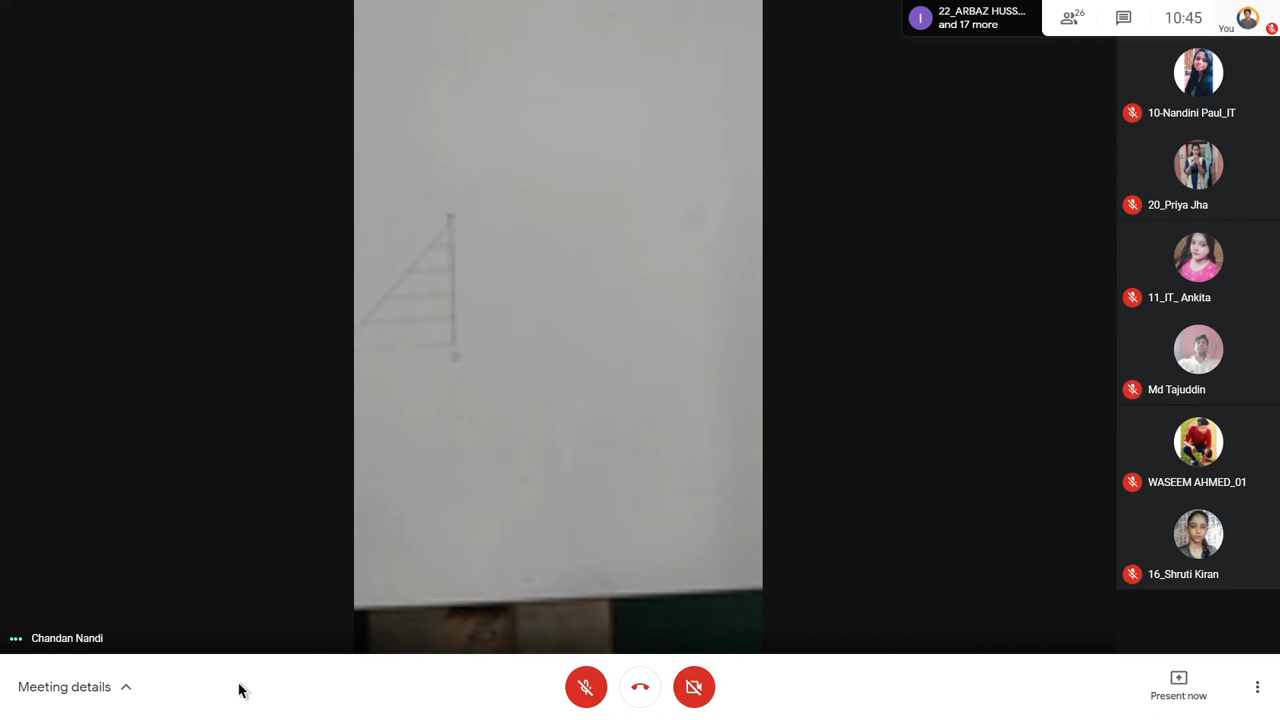 22_ARBAZ HUSS...
and 17 more
26
10:45
You
10-Nandini Paul_IT
20_Priya Jha
11_IT_ Ankita
Md Tajuddin
WASEEM AHMED_01
16_Shruti Kiran
Chandan Nandi
Meeting details
Present now